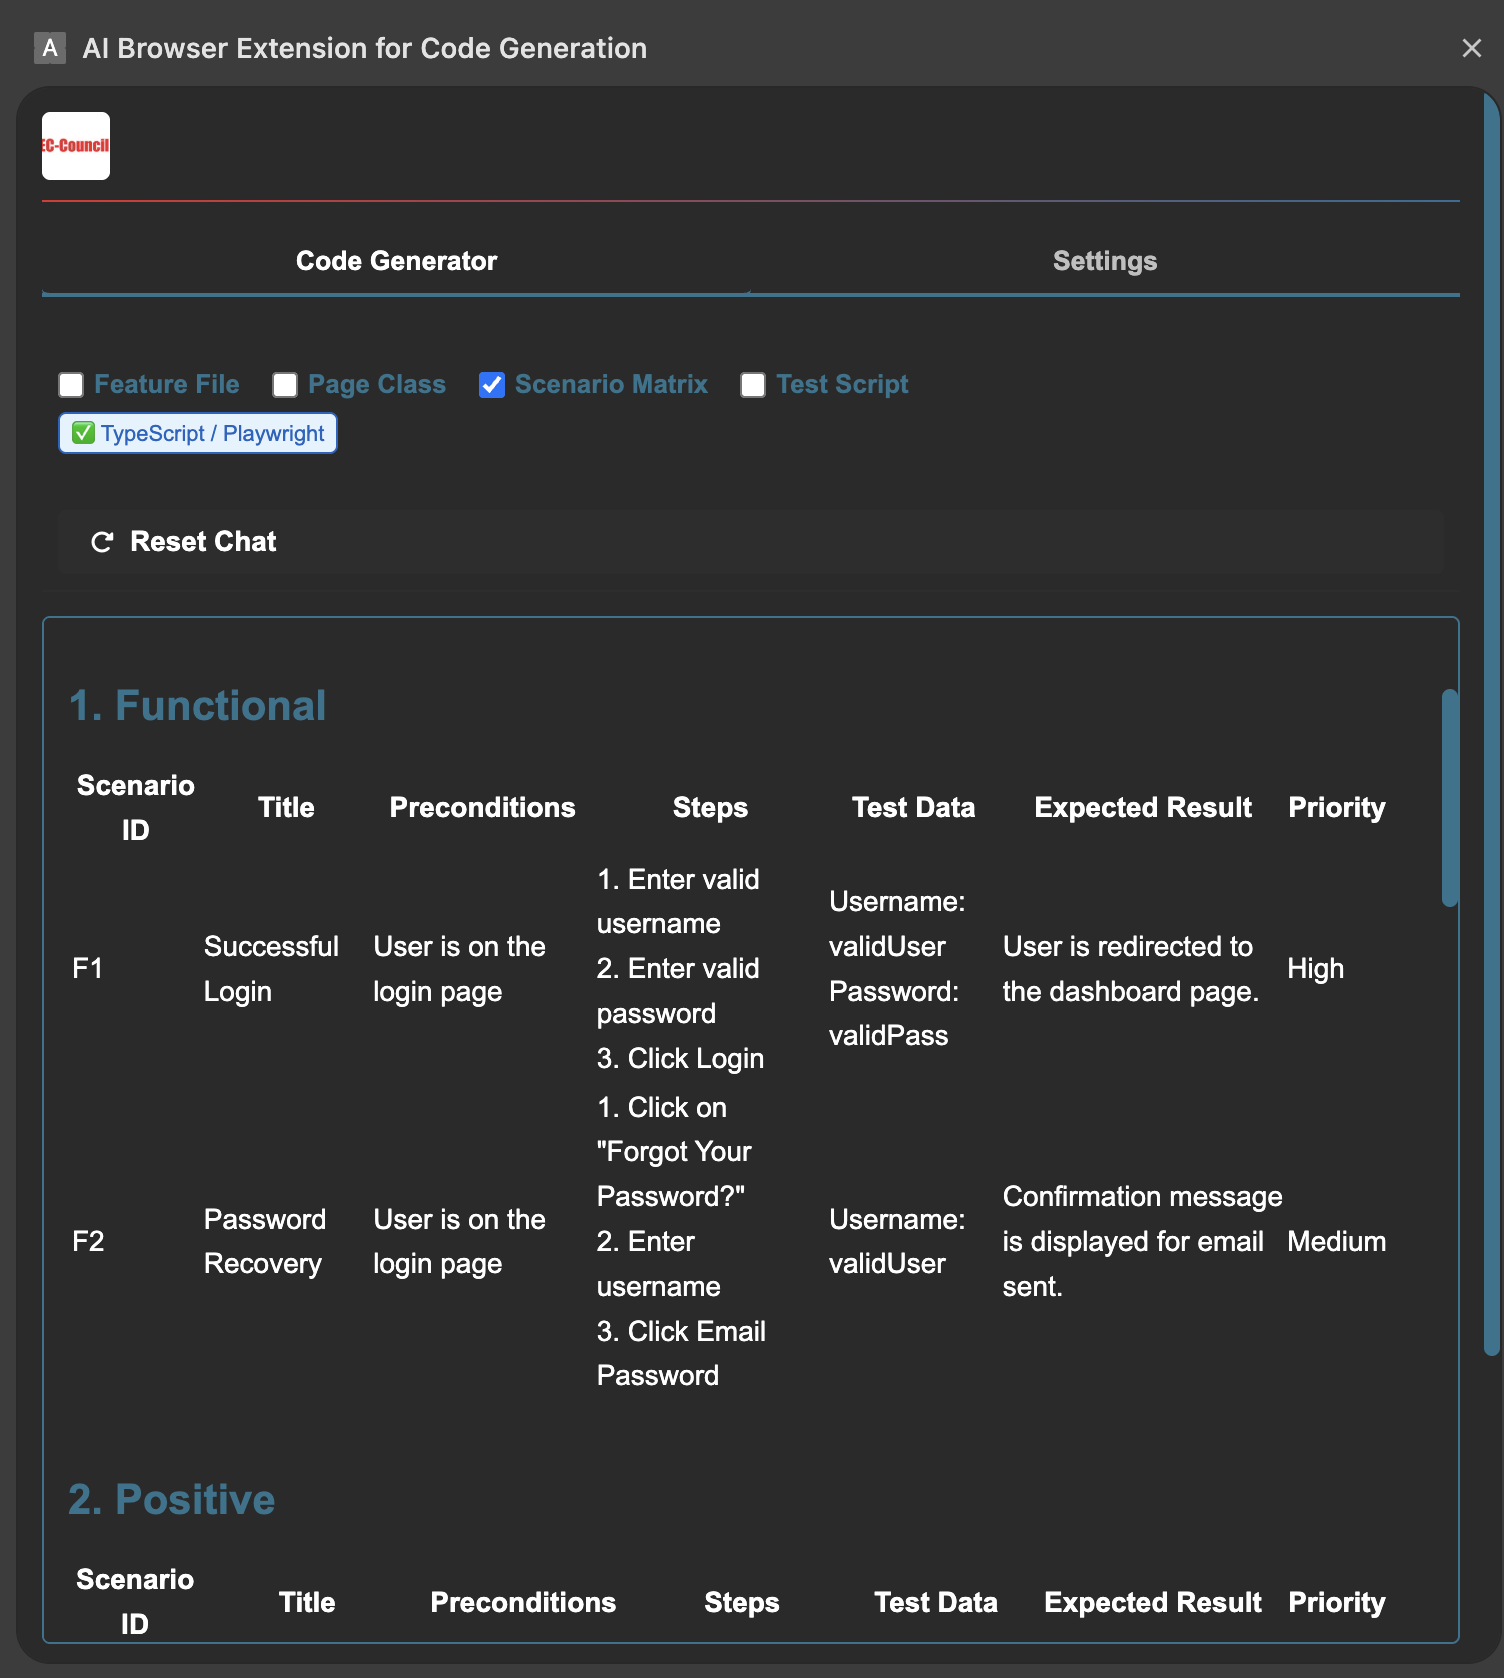 A AI Browser Extension for Code Generation
EC-Council
Code Generator Settings
Feature File Page Class Scenario Matrix Test Script
TypeScript / Playwright
Reset Chat
1. Functional
Scenario ID Title Preconditions Steps Test Data Expected Result Priority
F1
Successful
Login
User is on the
login page
1. Enter valid
username
2. Enter valid
password
3. Click Login
Username:
validUser
Password:
validPass
User is redirected to
the dashboard page.
High
F2
Password
Recovery
User is on the
login page
1. Click on
"Forgot Your
Password?"
2. Enter
username
3. Click Email
Password
Username:
validUser
Confirmation message
is displayed for email
sent.
Medium
2. Positive
Scenario ID Title Preconditions Steps Test Data Expected Result Priority